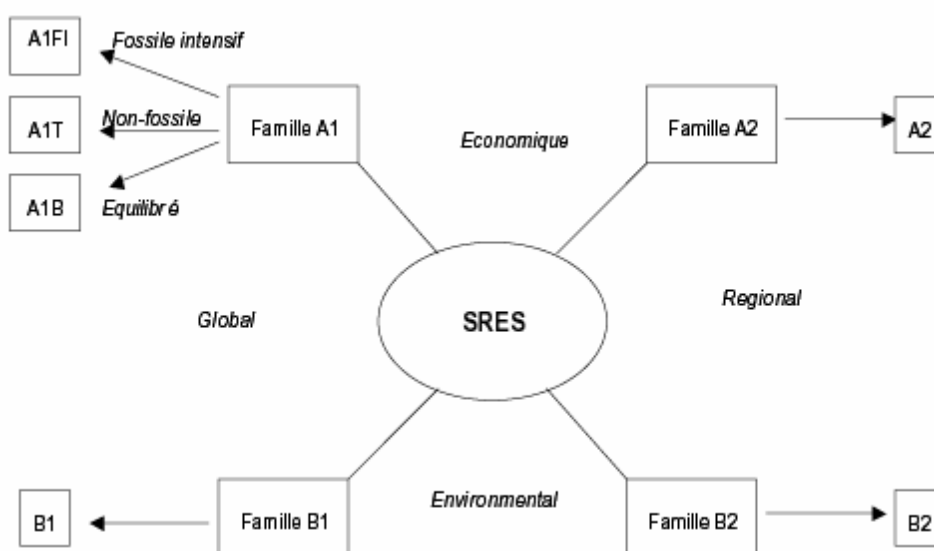 A1FI
Fossile intensif
A1T
Non-fossile
Famille A1
Economique
Famille A2
A2
A1B
Equilibré
Global
SRES
Regional
B1
Famille B1
Environmental
Famille B2
B2